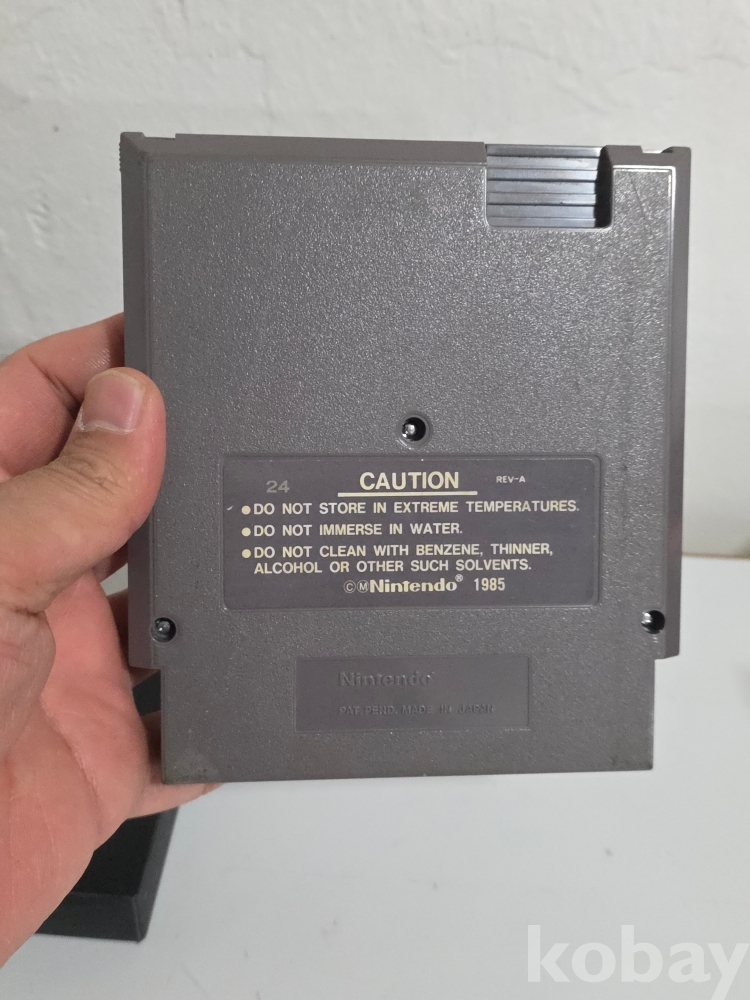 24 CAUTION REV-A
●DO NOT STORE IN EXTREME TEMPERATURES.
●DO NOT IMMERSE IN WATER.
●DO NOT CLEAN WITH BENZENE, THINNER,
ALCOHOL OR OTHER SUCH SOLVENTS.
©ⓂNintendo® 1985
Nintendo®
PAT. PEND. MADE IN JAPAN
kobay